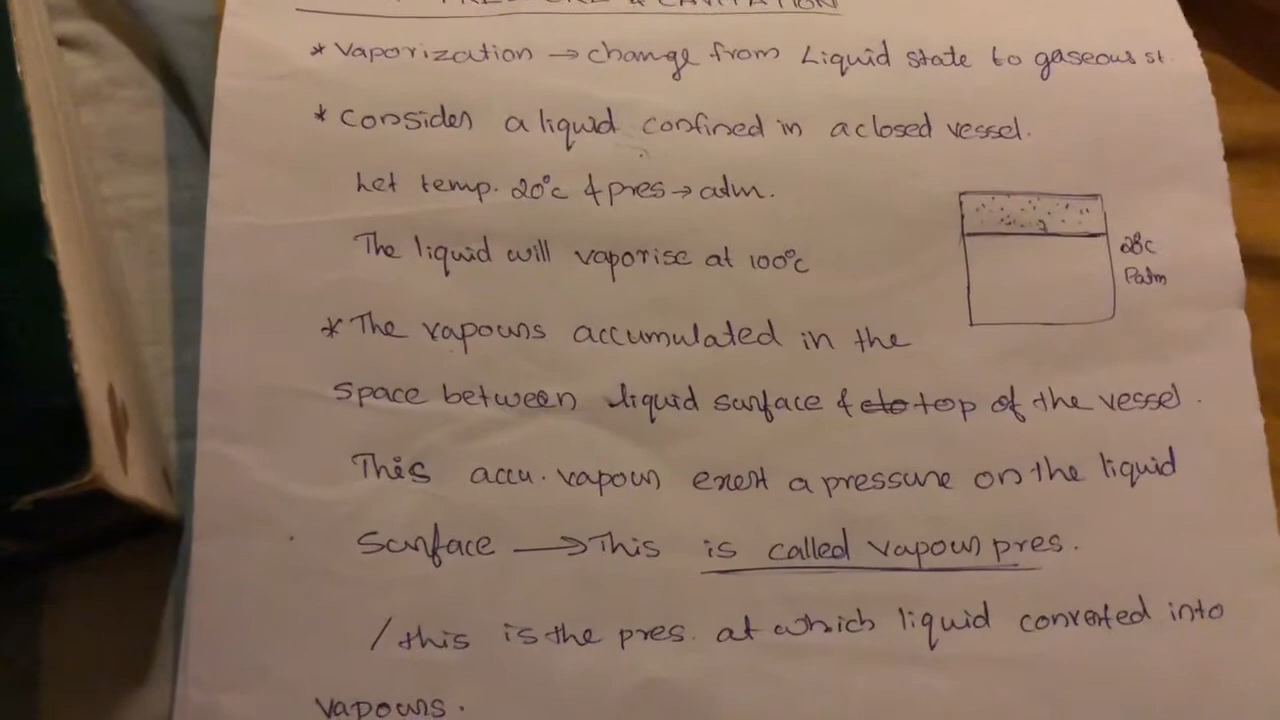 PRESSURE & CAVITATION
* Vaporization → change from Liquid state to gaseous st
* Consider a liquid confined in a closed vessel.
Let temp. 20°c & pres → atm.
The liquid will vaporise at 100°c
20°c
Patm
* The vapours accumulated in the
space between liquid surface & top of the vessel.
This accu. vapour exert a pressure on the liquid
surface → This is called vapour pres.
/ this is the pres. at which liquid converted into
vapours.